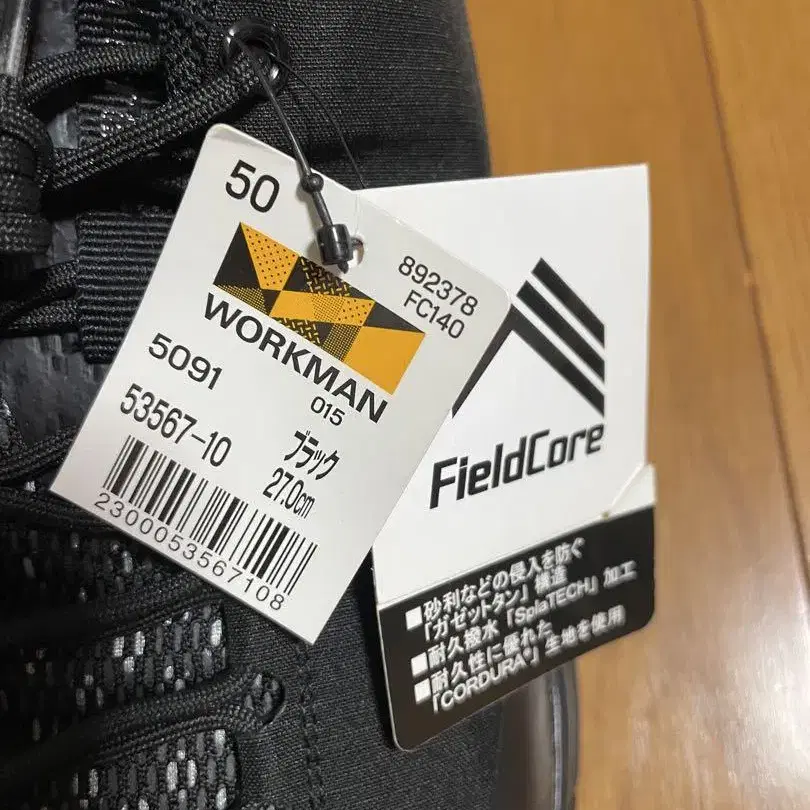 50
892378
FC140
WORKMAN
5091
015
53567-10
ブラック
27.0cm
2300053567108
FieldCore
■砂利などの侵入を防ぐ
「ガゼットタン」構造
■耐久撥水「SplaTECH」加工
■耐久性に優れた
「CORDURA®」生地を使用